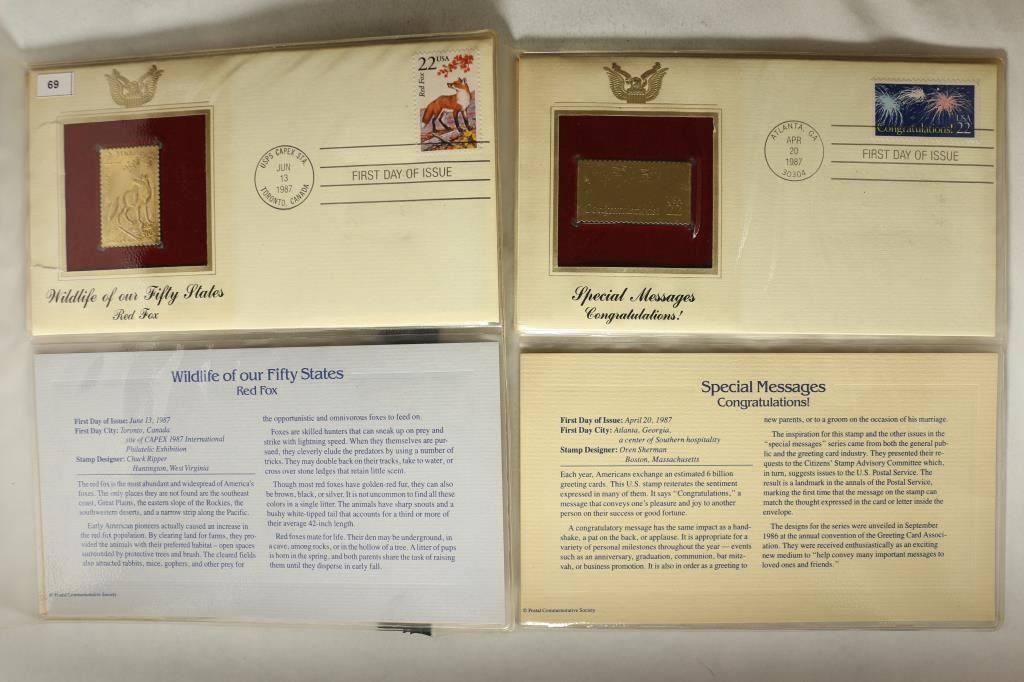 69
22 USA
Red Fox
USPS CAPEX STA.
JUN
13
1987
TORONTO, CANADA
FIRST DAY OF ISSUE
Wildlife of our Fifty States
Red Fox
Congratulations!
USA
22
ATLANTA, GA
APR
20
1987
30304
FIRST DAY OF ISSUE
Congratulations!
22
Special Messages
Congratulations!
Wildlife of our Fifty States
Red Fox
First Day of Issue: June 13, 1987
First Day City: Toronto, Canada
site of CAPEX 1987 International
Philatelic Exhibition
Stamp Designer: Chuck Ripper
Huntington, West Virginia
The red fox is the most abundant and widespread of America's
foxes. The only places they are not found are the southeast
coast, Great Plains, the eastern slope of the Rockies, the
southwestern deserts, and a narrow strip along the Pacific.
Early American pioneers actually caused an increase in
the red fox population. By clearing land for farms, they pro-
vided the animals with their preferred habitat – open spaces
surrounded by protective trees and brush. The cleared fields
also attracted rabbits, mice, gophers, and other prey for
the opportunistic and omnivorous foxes to feed on.
Foxes are skilled hunters that can sneak up on prey and
strike with lightning speed. When they themselves are pur-
sued, they cleverly elude the predators by using a number of
tricks. They may double back on their tracks, take to water, or
cross over stone ledges that retain little scent.
Though most red foxes have golden-red fur, they can also
be brown, black, or silver. It is not uncommon to find all these
colors in a single litter. The animals have sharp snouts and a
bushy white-tipped tail that accounts for a third or more of
their average 42-inch length.
Red foxes mate for life. Their den may be underground, in
a cave, among rocks, or in the hollow of a tree. A litter of pups
is born in the spring, and both parents share the task of raising
them until they disperse in early fall.
© Postal Commemorative Society
Special Messages
Congratulations!
First Day of Issue: April 20, 1987
First Day City: Atlanta, Georgia,
a center of Southern hospitality
Stamp Designer: Oren Sherman
Boston, Massachusetts
Each year, Americans exchange an estimated 6 billion
greeting cards. This U.S. stamp reiterates the sentiment
expressed in many of them. It says "Congratulations," a
message that conveys one's pleasure and joy to another
person on their success or good fortune.
A congratulatory message has the same impact as a hand-
shake, a pat on the back, or applause. It is appropriate for a
variety of personal milestones throughout the year — events
such as an anniversary, graduation, communion, bar mitz-
vah, or business promotion. It is also in order as a greeting to
new parents, or to a groom on the occasion of his marriage.
The inspiration for this stamp and the other issues in the
"special messages" series came from both the general pub-
lic and the greeting card industry. They presented their re-
quests to the Citizens' Stamp Advisory Committee which,
in turn, suggests issues to the U.S. Postal Service. The
result is a landmark in the annals of the Postal Service,
marking the first time that the message on the stamp can
match the thought expressed in the card or letter inside the
envelope.
The designs for the series were unveiled in September
1986 at the annual convention of the Greeting Card Associ-
ation. They were received enthusiastically as an exciting
new medium to "help convey many important messages to
loved ones and friends."
© Postal Commemorative Society